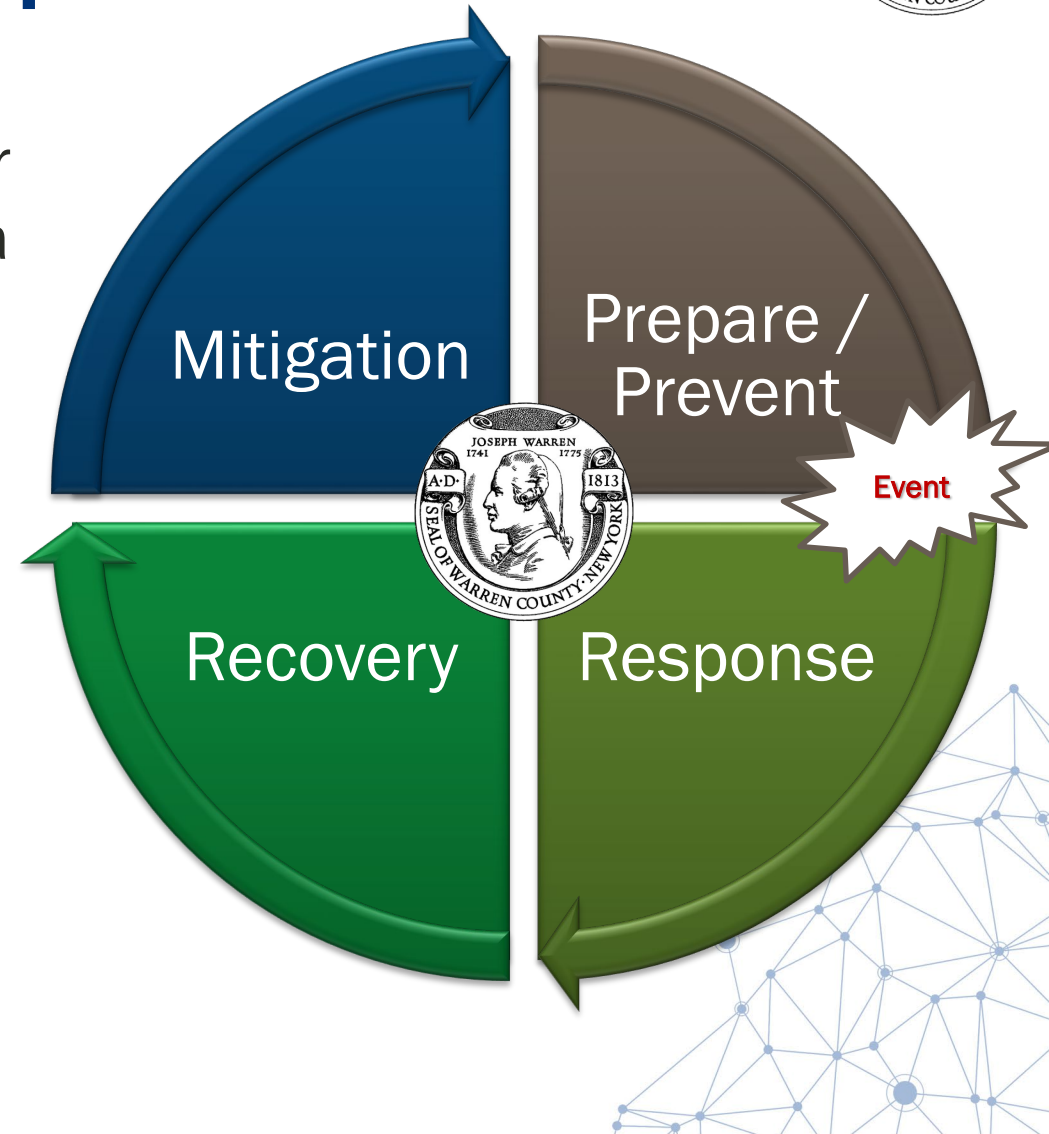 Mitigation
Prepare /
Prevent
Event
JOSEPH WARREN
1741 1775
A·D· 1813
SEAL OF WARREN COUNTY·NEW YORK
Recovery
Response